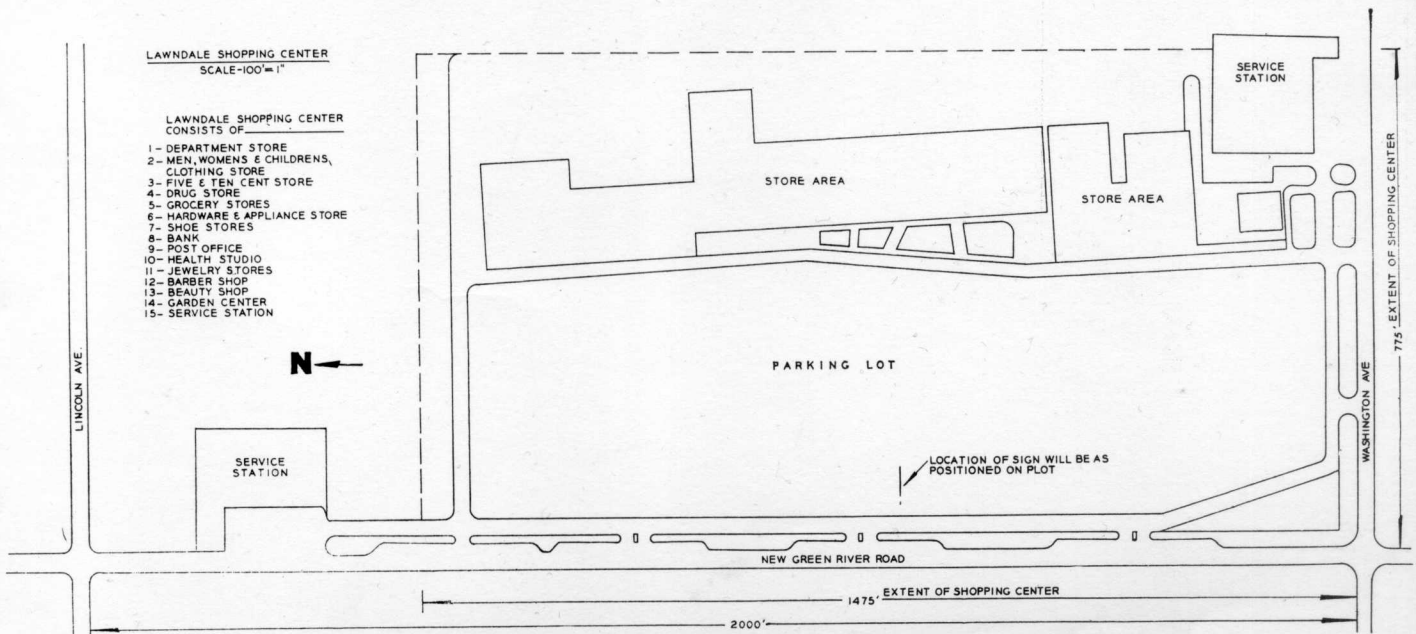 LAWNDALE SHOPPING CENTER
SCALE-100'=1"
LAWNDALE SHOPPING CENTER
CONSISTS OF
1- DEPARTMENT STORE
2- MEN, WOMENS & CHILDRENS,
CLOTHING STORE
3- FIVE & TEN CENT STORE
4- DRUG STORE
5- GROCERY STORES
6- HARDWARE & APPLIANCE STORE
7- SHOE STORES
8- BANK
9- POST OFFICE
10- HEALTH STUDIO
11- JEWELRY STORES
12- BARBER SHOP
13- BEAUTY SHOP
14- GARDEN CENTER
15- SERVICE STATION
N
LINCOLN AVE.
SERVICE
STATION
STORE AREA
STORE AREA
SERVICE
STATION
PARKING LOT
LOCATION OF SIGN WILL BE AS
POSITIONED ON PLOT
775' EXTENT OF SHOPPING CENTER
WASHINGTON AVE
NEW GREEN RIVER ROAD
1475' EXTENT OF SHOPPING CENTER
2000'